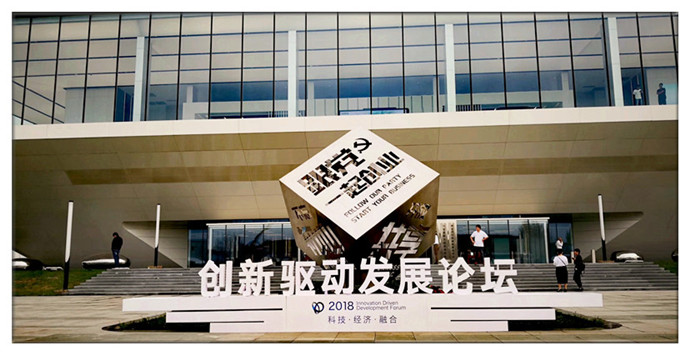 跟党
一起创业
FOLLOW OUR PARTY
START YOUR BUSINESS
创新驱动发展论坛
2018 Innovation Driven
Development Forum
科技·经济·融合